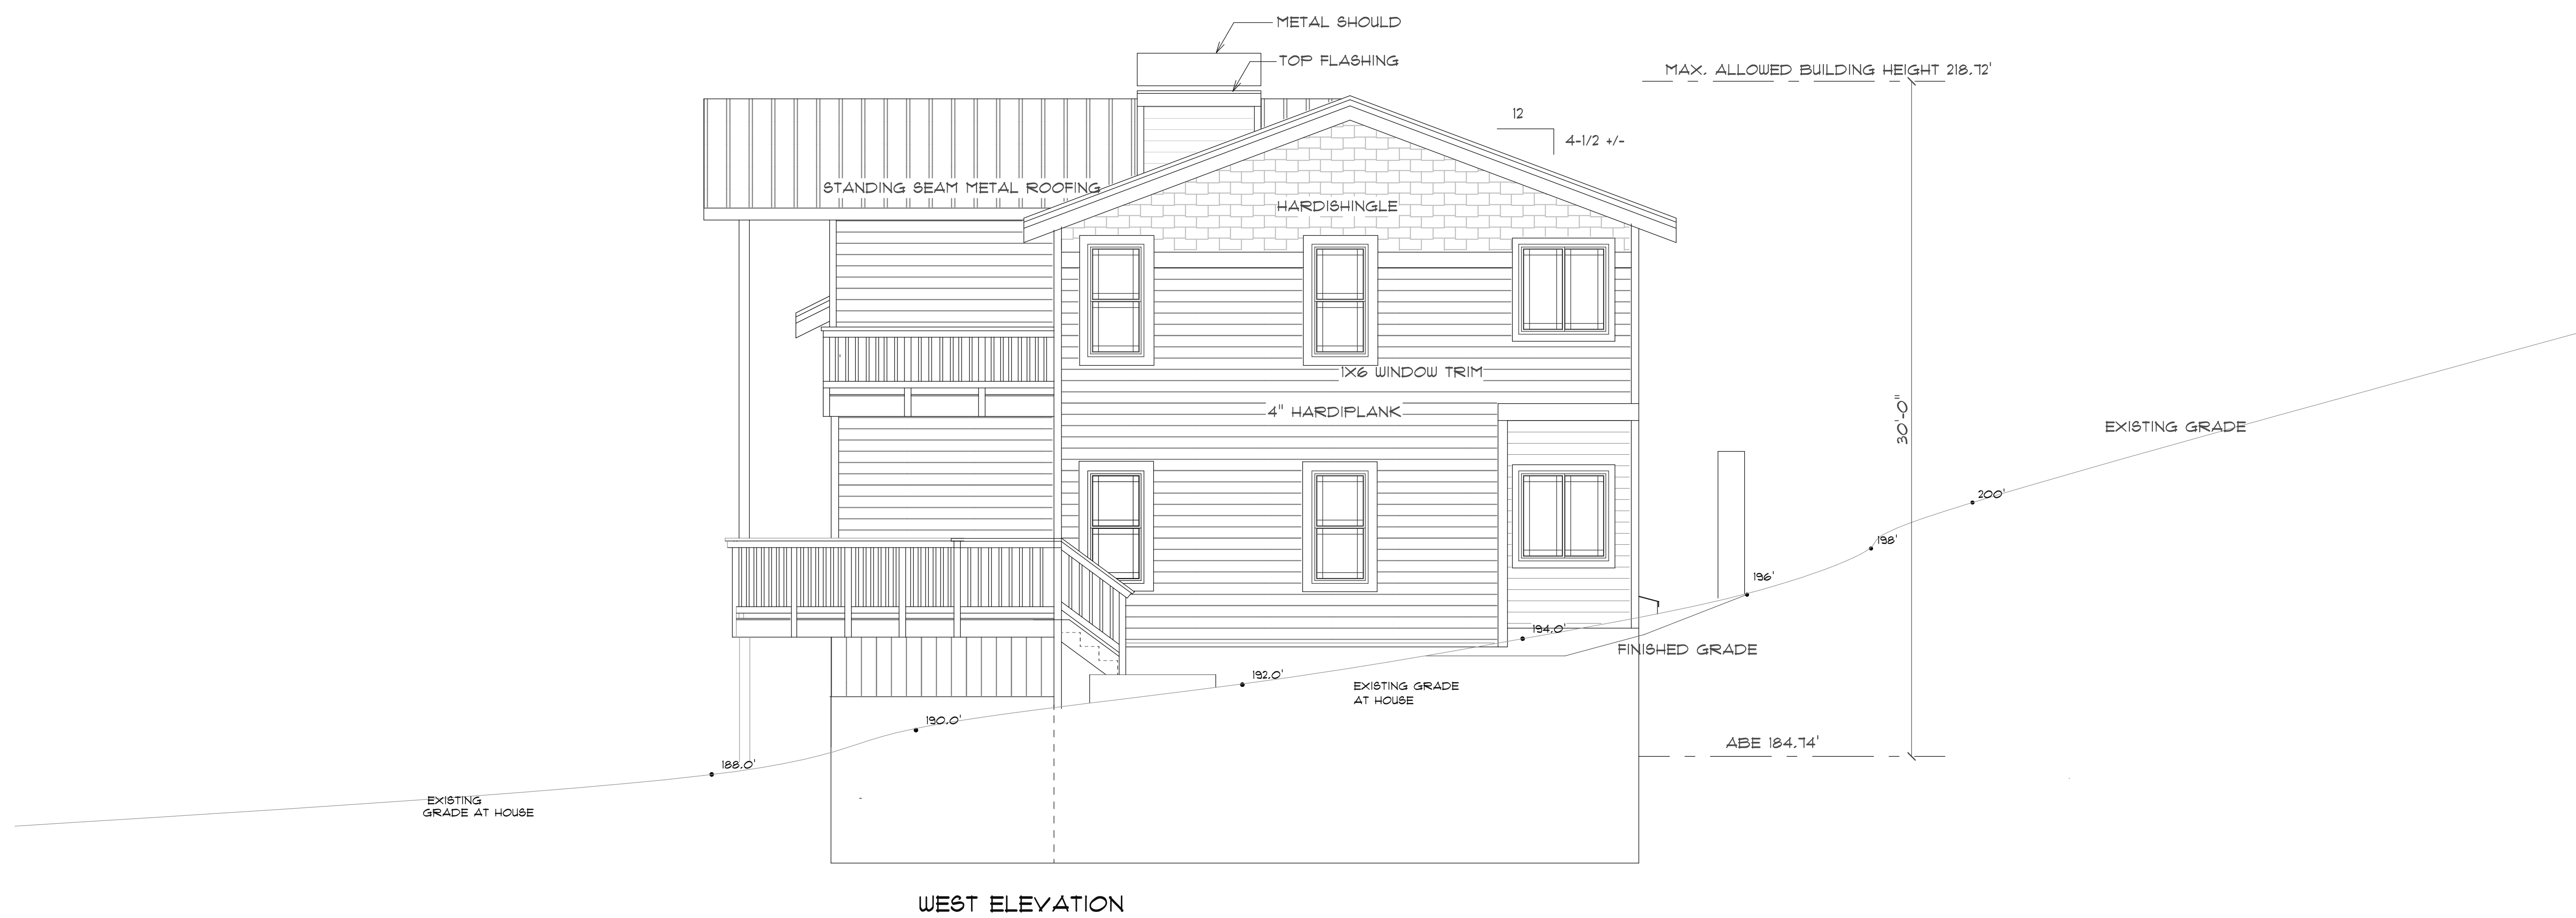 METAL SHOULD
TOP FLASHING
MAX. ALLOWED BUILDING HEIGHT 218.72'
12
4-1/2 +/-
STANDING SEAM METAL ROOFING
HARDISHINGLE
1X6 WINDOW TRIM
4" HARDIPLANK
30'-0"
EXISTING GRADE
200'
198'
196'
194.0'
FINISHED GRADE
192.0'
EXISTING GRADE
AT HOUSE
190.0'
ABE 184.74'
188.0'
EXISTING
GRADE AT HOUSE
WEST ELEVATION